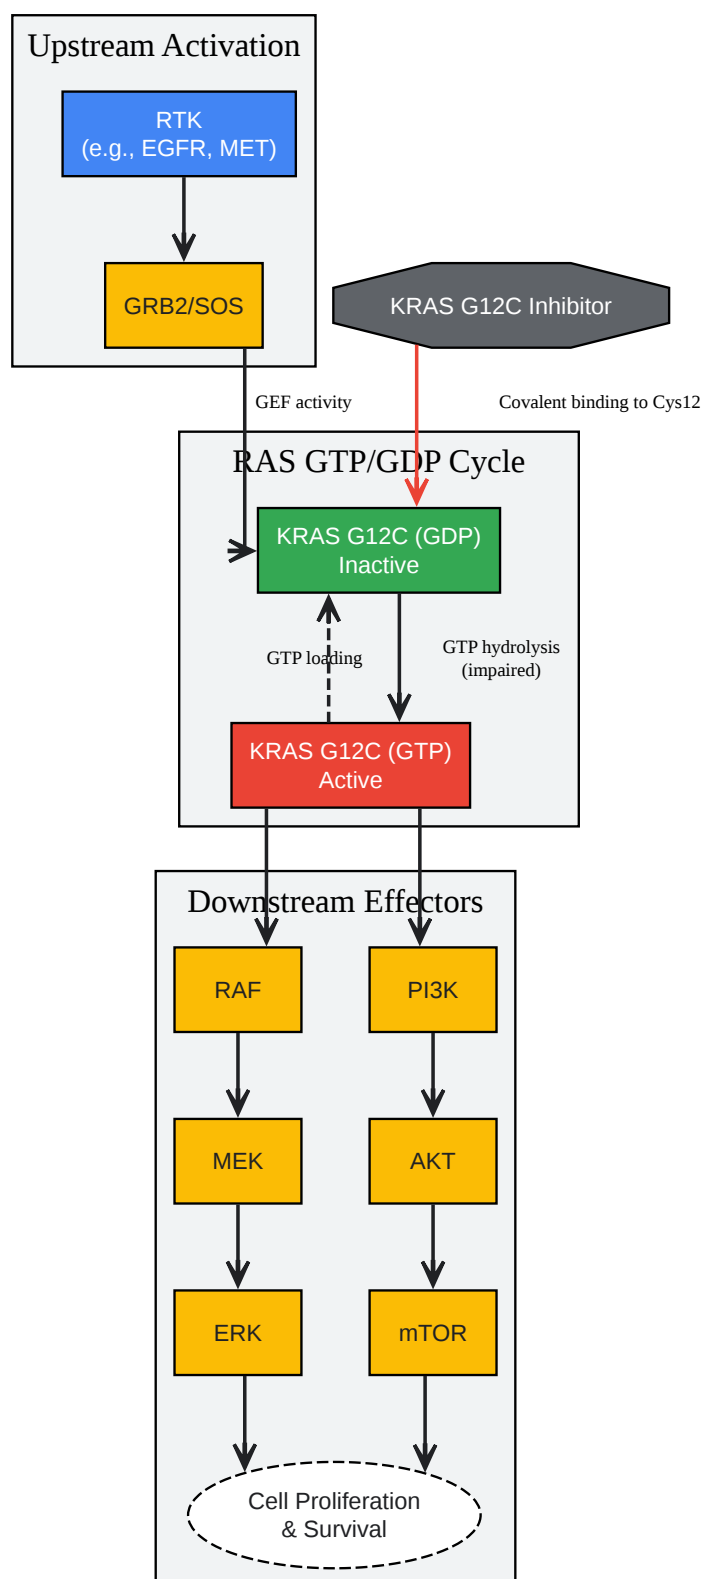 Upstream Activation
RTK
(e.g., EGFR, MET)
GRB2/SOS
KRAS G12C Inhibitor
GEF activity
Covalent binding to Cys12
RAS GTP/GDP Cycle
KRAS G12C (GDP)
Inactive
GTP loading
GTP hydrolysis
(impaired)
KRAS G12C (GTP)
Active
Downstream Effectors
RAF
PI3K
MEK
AKT
ERK
mTOR
Cell Proliferation
& Survival